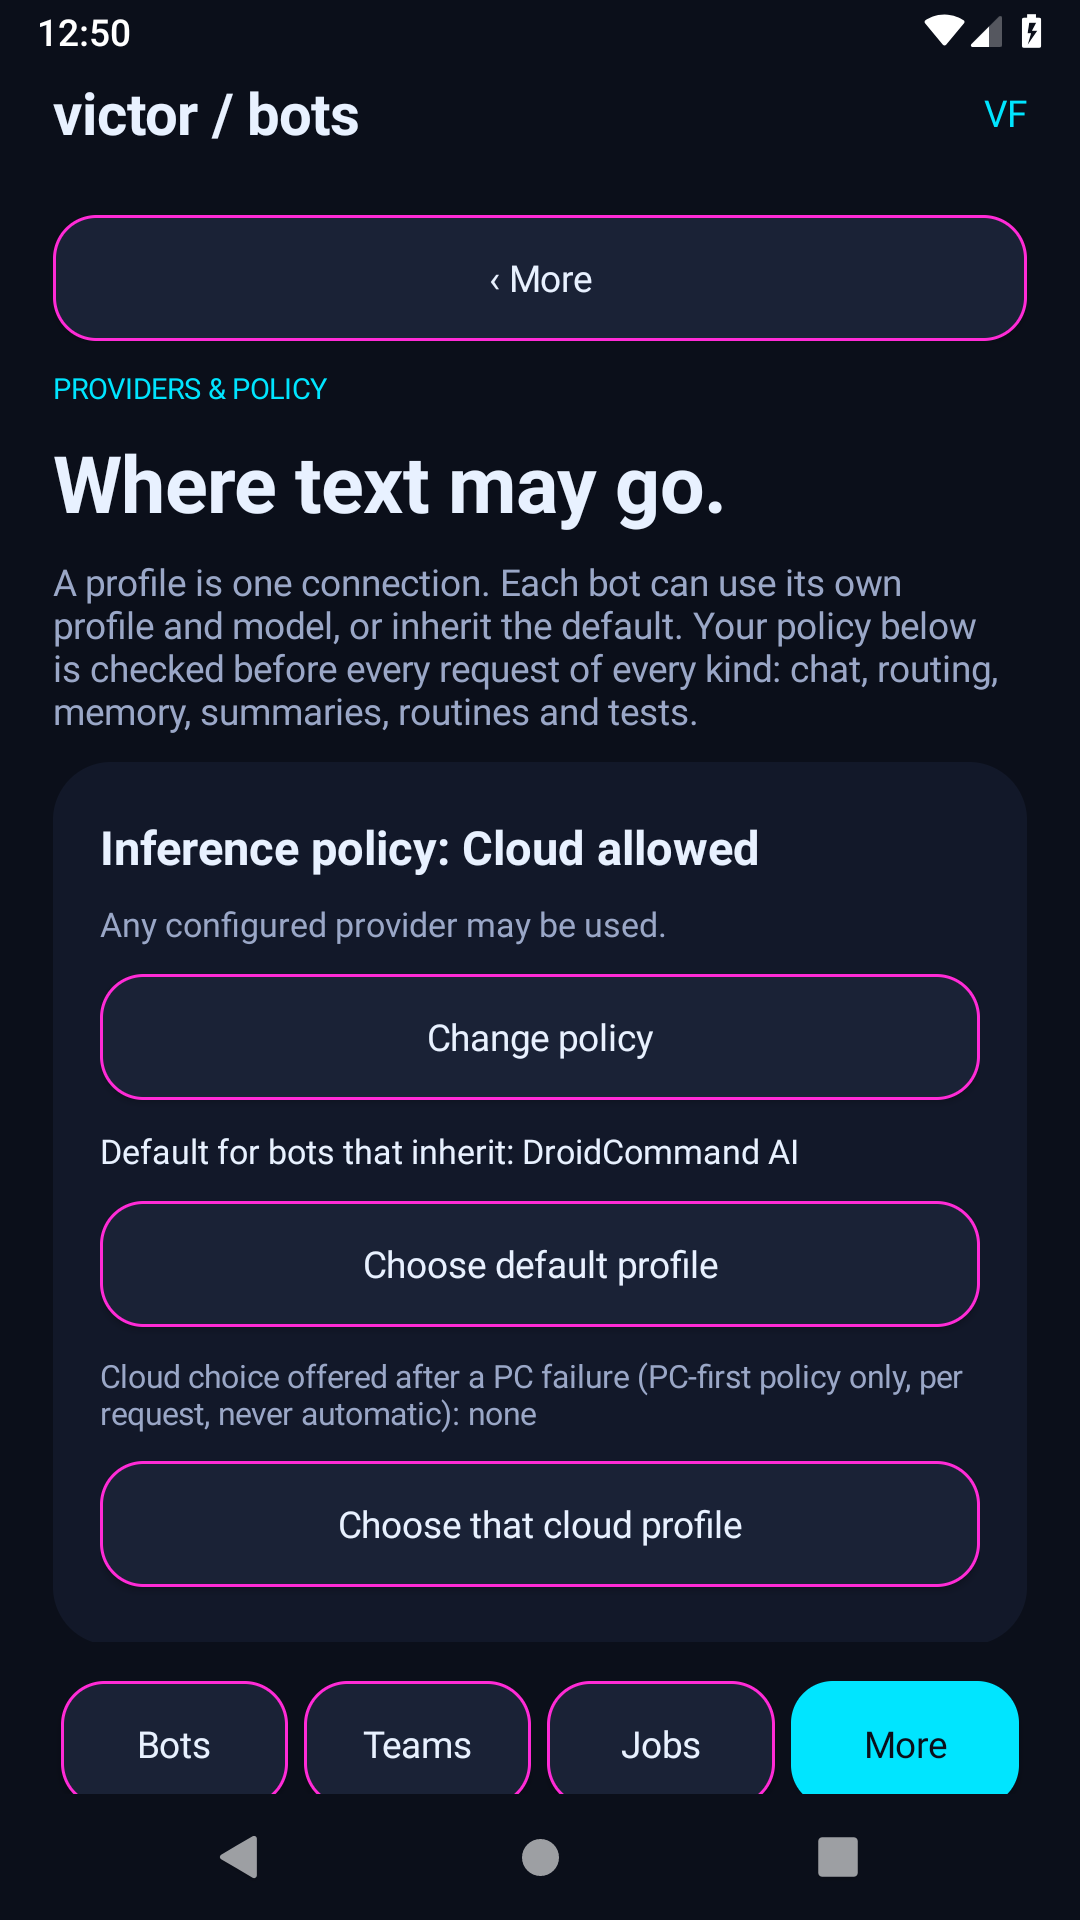 12:50
victor / bots
VF
‹ More
PROVIDERS & POLICY
Where text may go.
A profile is one connection. Each bot can use its own
profile and model, or inherit the default. Your policy below
is checked before every request of every kind: chat, routing,
memory, summaries, routines and tests.
Inference policy: Cloud allowed
Any configured provider may be used.
Change policy
Default for bots that inherit: DroidCommand AI
Choose default profile
Cloud choice offered after a PC failure (PC-first policy only, per
request, never automatic): none
Choose that cloud profile
Bots
Teams
Jobs
More